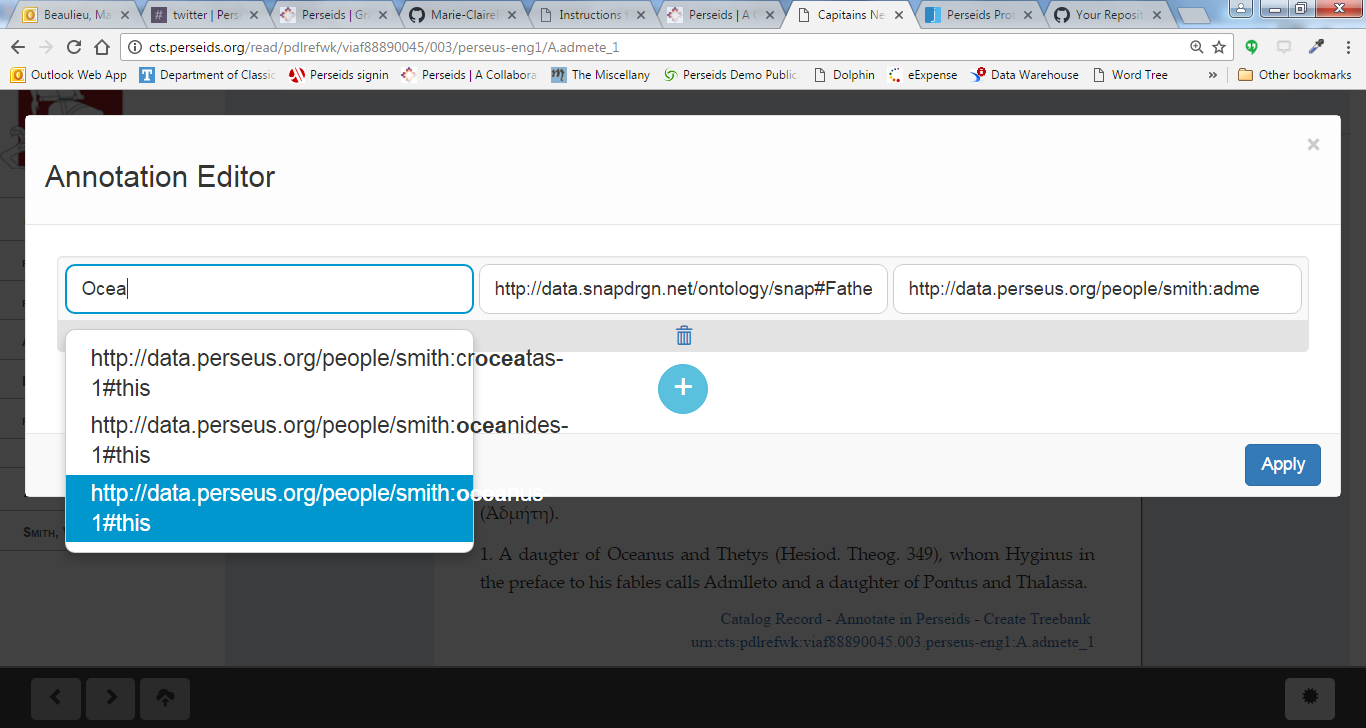 Beaulieu, Ma
twitter | Pers
Perseids | Gr
Marie-Claire
Instructions f
Perseids | A C
Capitains Ne
Perseids Pro
Your Reposit
cts.perseids.org/read/pdlrefwk/viaf88890045/003/perseus-eng1/A.admete_1
Outlook Web App
Department of Classic
Perseids signin
Perseids | A Collabora
The Miscellany
Perseids Demo Public
Dolphin
eExpense
Data Warehouse
Word Tree
»
Other bookmarks
Annotation Editor
×
Ocea
http://data.snapdrgn.net/ontology/snap#Fathe
http://data.perseus.org/people/smith:adme
http://data.perseus.org/people/smith:croceatas-
1#this
http://data.perseus.org/people/smith:oceanides-
1#this
http://data.perseus.org/people/smith:oceanus-
1#this
+
Apply
Smith,
(Ἀδμήτη).
1. A daugter of Oceanus and Thetys (Hesiod. Theog. 349), whom Hyginus in
the preface to his fables calls Admlleto and a daughter of Pontus and Thalassa.
Catalog Record - Annotate in Perseids - Create Treebank
urn:cts:pdlrefwk:viaf88890045.003.perseus-eng1:A.admete_1